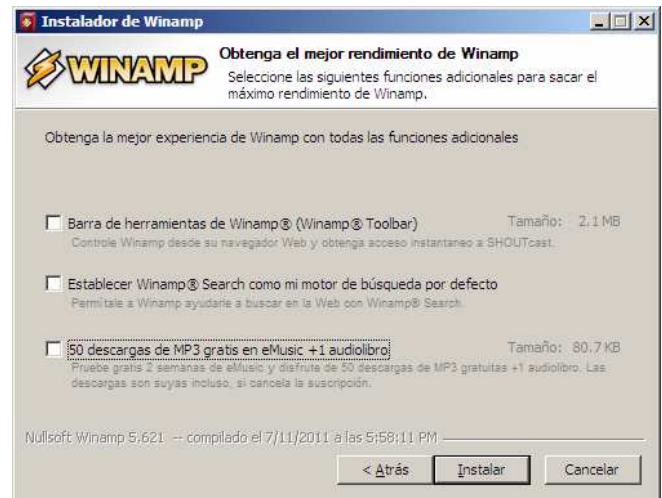 Instalador de Winamp
WINAMP
Obtenga el mejor rendimiento de Winamp
Seleccione las siguientes funciones adicionales para sacar el
máximo rendimiento de Winamp.
Obtenga la mejor experiencia de Winamp con todas las funciones adicionales
Barra de herramientas de Winamp® (Winamp® Toolbar) Tamaño: 2.1 MB
Controle Winamp desde su navegador Web y obtenga acceso instantaneo a SHOUTcast.
Establecer Winamp® Search como mi motor de búsqueda por defecto
Permítale a Winamp ayudarle a buscar en la Web con Winamp® Search.
50 descargas de MP3 gratis en eMusic +1 audiolibro Tamaño: 80.7 KB
Pruebe gratis 2 semanas de eMusic y disfrute de 50 descargas de MP3 gratuitas +1 audiolibro. Las
descargas son suyas incluso, si cancela la suscripción.
Nullsoft Winamp 5.621 -- compilado el 7/11/2011 a las 5:58:11 PM
< Atrás
Instalar
Cancelar